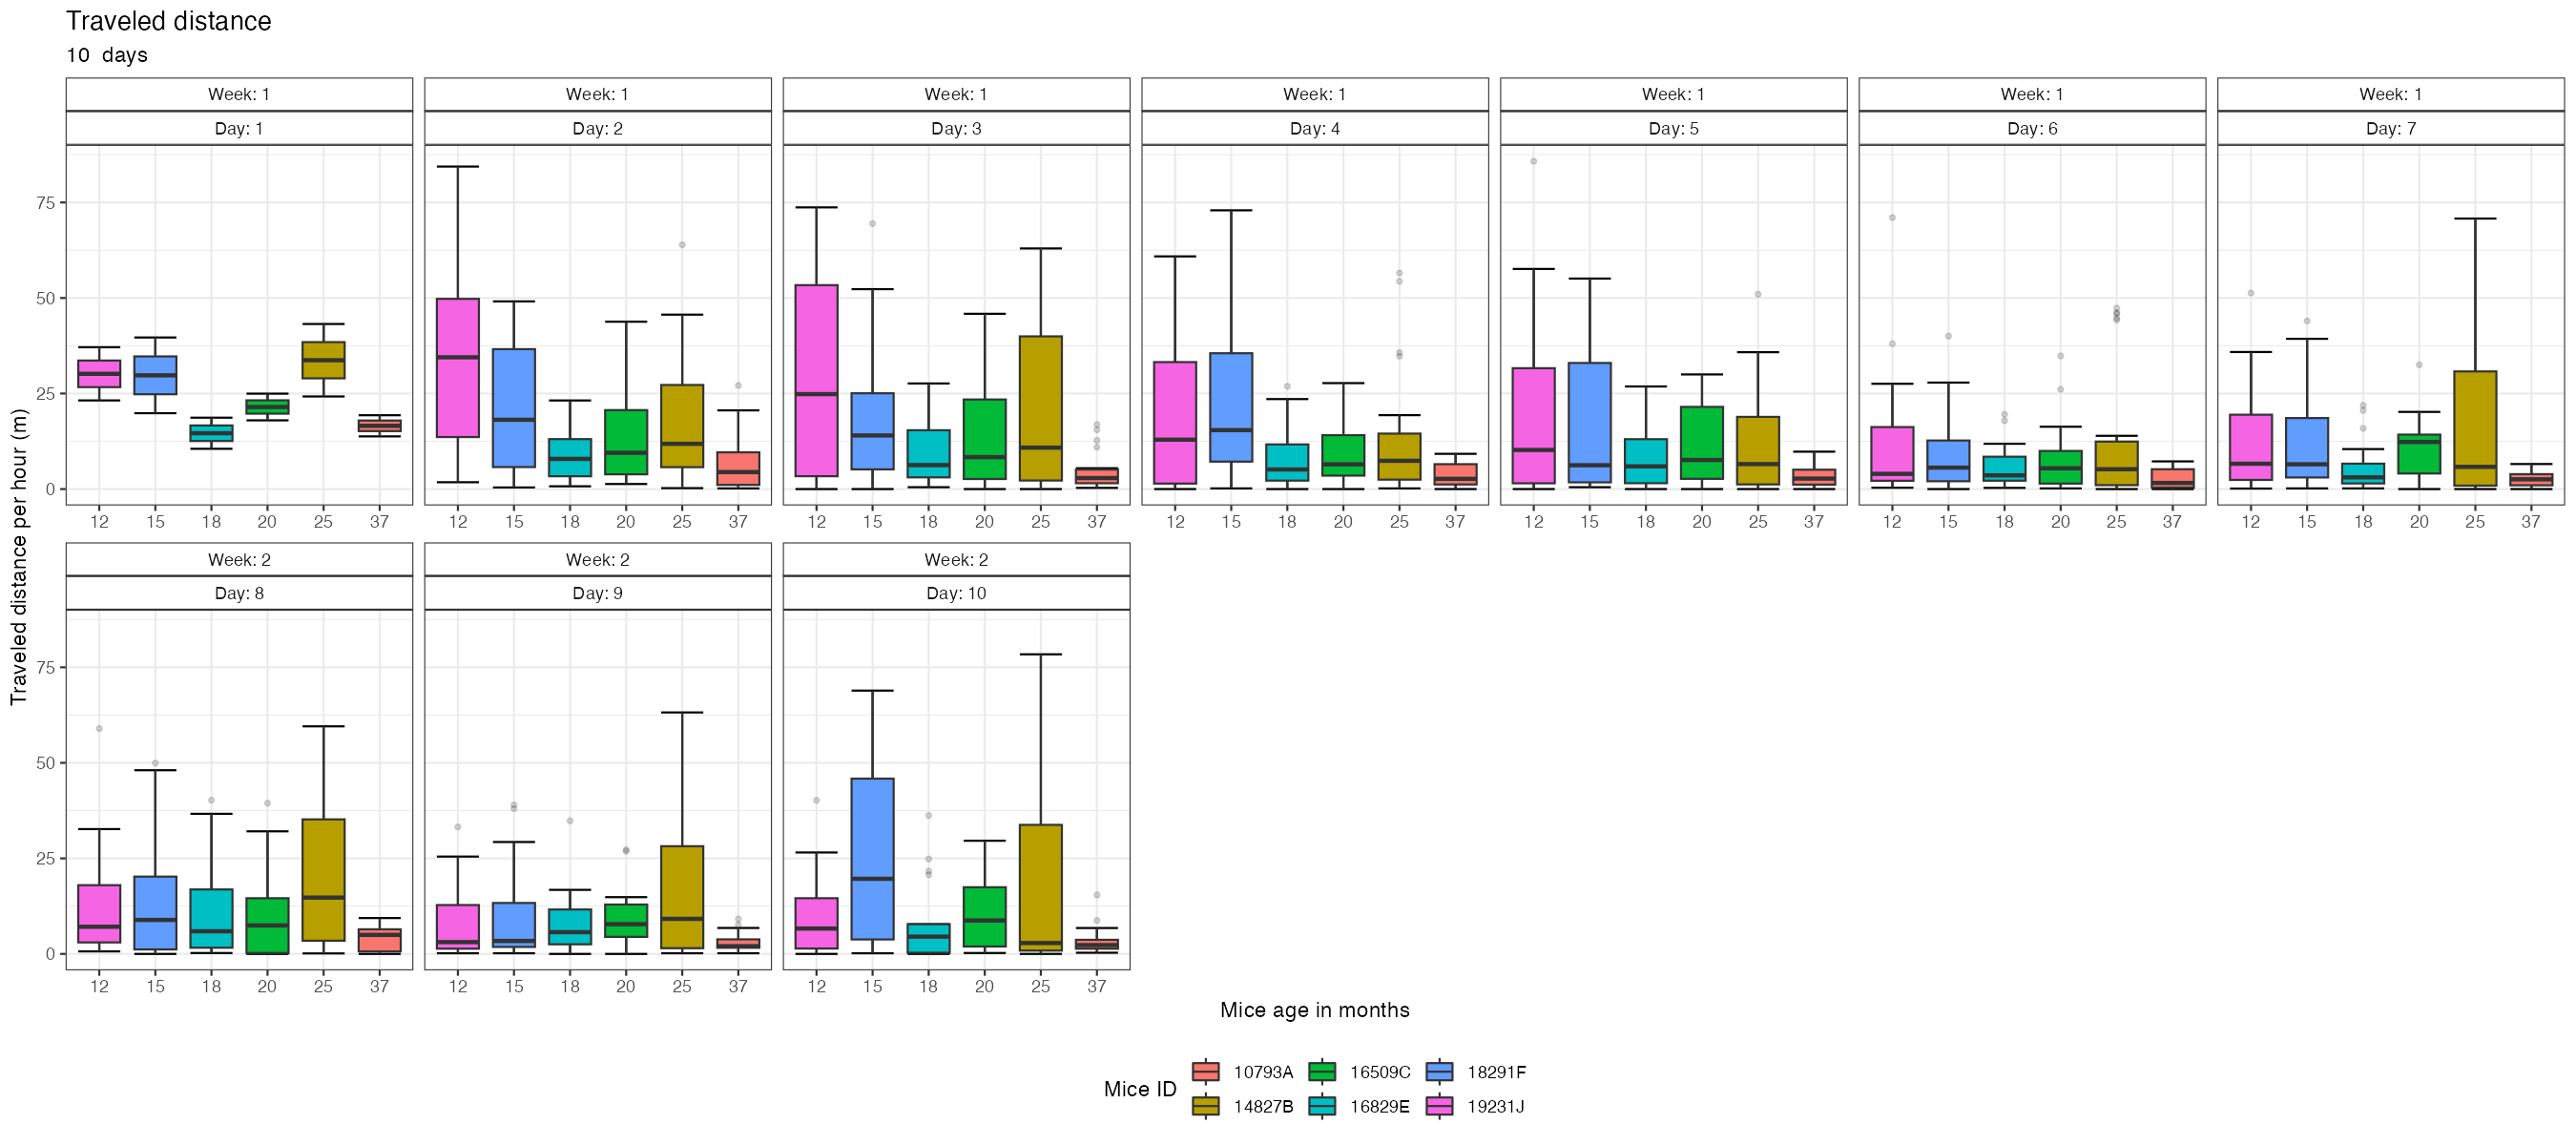 Traveled distance
10 days
Week: 1 Week: 1 Week: 1 Week: 1 Week: 1 Week: 1 Week: 1
Day: 1 Day: 2 Day: 3 Day: 4 Day: 5 Day: 6 Day: 7
75
50
25
0
12 15 18 20 25 37 12 15 18 20 25 37 12 15 18 20 25 37 12 15 18 20 25 37 12 15 18 20 25 37 12 15 18 20 25 37 12 15 18 20 25 37
Traveled distance per hour (m)
Week: 2 Week: 2 Week: 2
Day: 8 Day: 9 Day: 10
75
50
25
0
12 15 18 20 25 37 12 15 18 20 25 37 12 15 18 20 25 37
Mice age in months
Mice ID
10793A 16509C 18291F
14827B 16829E 19231J